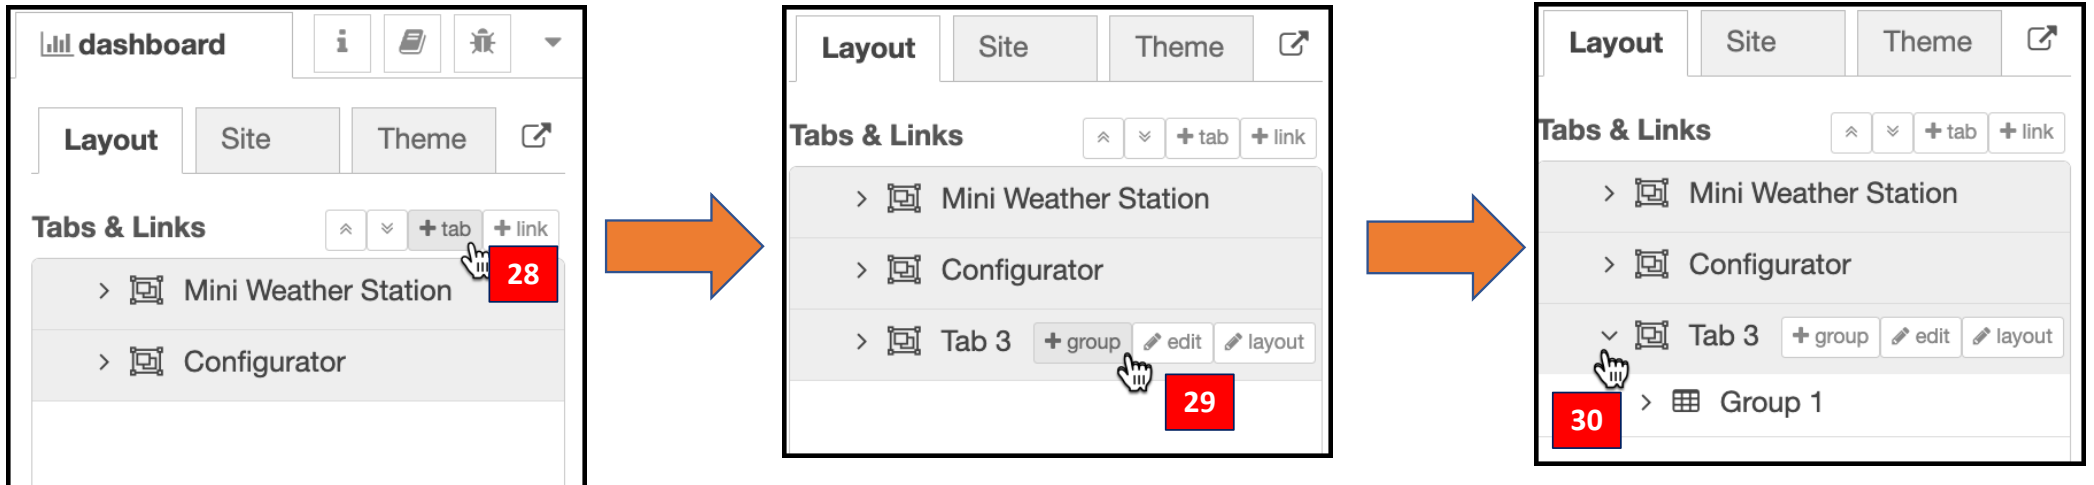 dashboard
Layout Site Theme
Tabs & Links + tab + link
28
Mini Weather Station
Configurator
Layout Site Theme
Tabs & Links + tab + link
Mini Weather Station
Configurator
Tab 3 + group edit layout
29
Layout Site Theme
Tabs & Links + tab + link
Mini Weather Station
Configurator
Tab 3 + group edit layout
30
Group 1